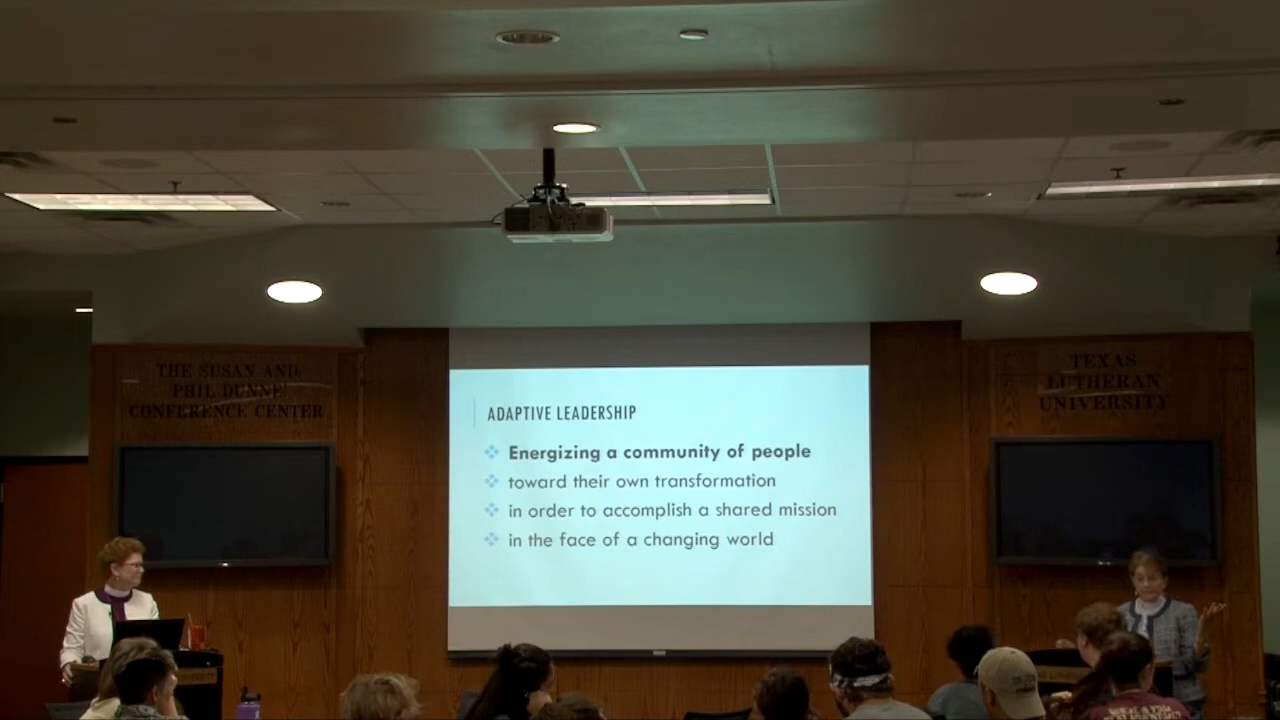 THE SUSAN AND
PHIL DUNNE
CONFERENCE CENTER
TEXAS
LUTHERAN
UNIVERSITY
ADAPTIVE LEADERSHIP
Energizing a community of people
toward their own transformation
in order to accomplish a shared mission
in the face of a changing world
UNIVERSITY